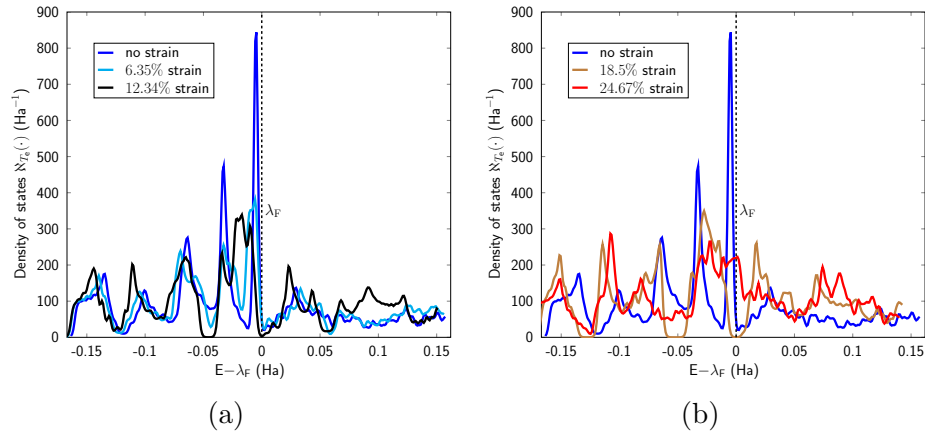 900
800
700
600
500
400
300
200
100
0
Density of states ℵ_{T_e}(·) (Ha⁻¹)
no strain
6.35% strain
12.34% strain
λ_F
-0.15 -0.1 -0.05 0 0.05 0.1 0.15
E−λ_F (Ha)
(a)
900
800
700
600
500
400
300
200
100
0
Density of states ℵ_{T_e}(·) (Ha⁻¹)
no strain
18.5% strain
24.67% strain
λ_F
-0.15 -0.1 -0.05 0 0.05 0.1 0.15
E−λ_F (Ha)
(b)